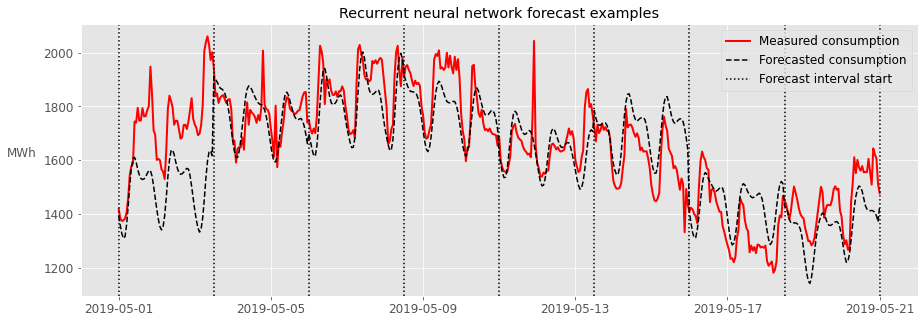 Recurrent neural network forecast examples
Measured consumption
Forecasted consumption
Forecast interval start
2000
1800
MWh
1600
1400
1200
2019-05-01 2019-05-05 2019-05-09 2019-05-13 2019-05-17 2019-05-21